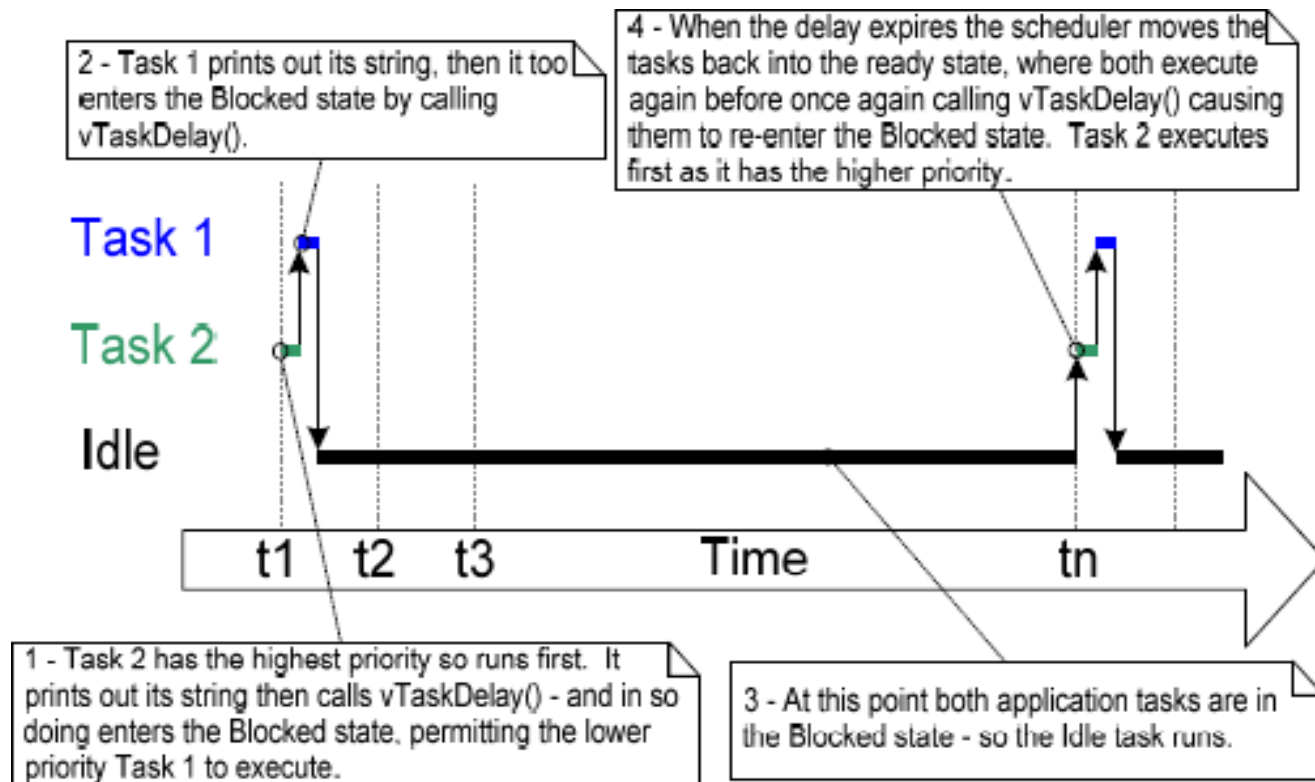 2 - Task 1 prints out its string, then it too
enters the Blocked state by calling
vTaskDelay().
4 - When the delay expires the scheduler moves the
tasks back into the ready state, where both execute
again before once again calling vTaskDelay() causing
them to re-enter the Blocked state.  Task 2 executes
first as it has the higher priority.
Task 1
Task 2
Idle
t1 t2 t3 Time tn
1 - Task 2 has the highest priority so runs first.  It
prints out its string then calls vTaskDelay() - and in so
doing enters the Blocked state, permitting the lower
priority Task 1 to execute.
3 - At this point both application tasks are in
the Blocked state - so the Idle task runs.